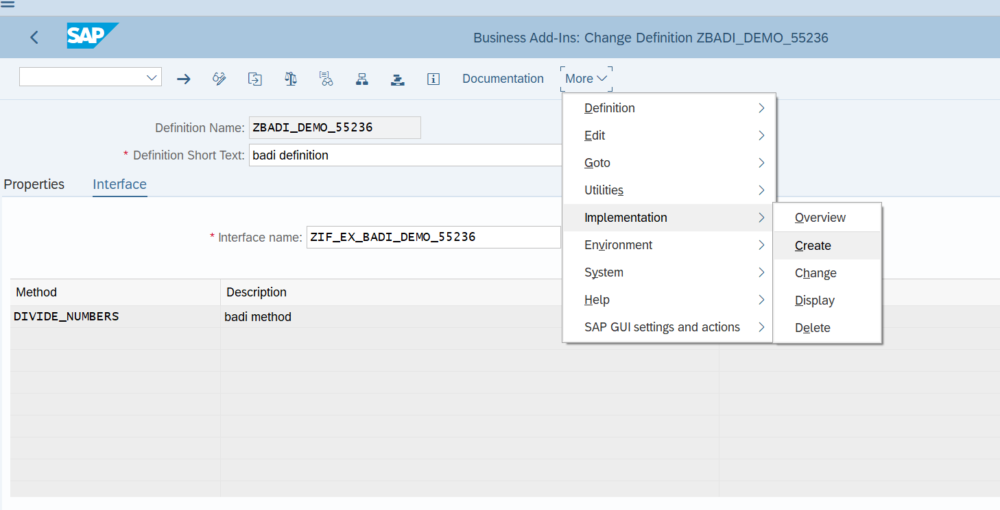 SAP
Business Add-Ins: Change Definition ZBADI_DEMO_55236
Documentation
More
Definition
Edit
Goto
Utilities
Implementation
Environment
System
Help
SAP GUI settings and actions
Overview
Create
Change
Display
Delete
Definition Name: ZBADI_DEMO_55236
* Definition Short Text: badi definition
Properties Interface
* Interface name: ZIF_EX_BADI_DEMO_55236
Method Description
DIVIDE_NUMBERS badi method